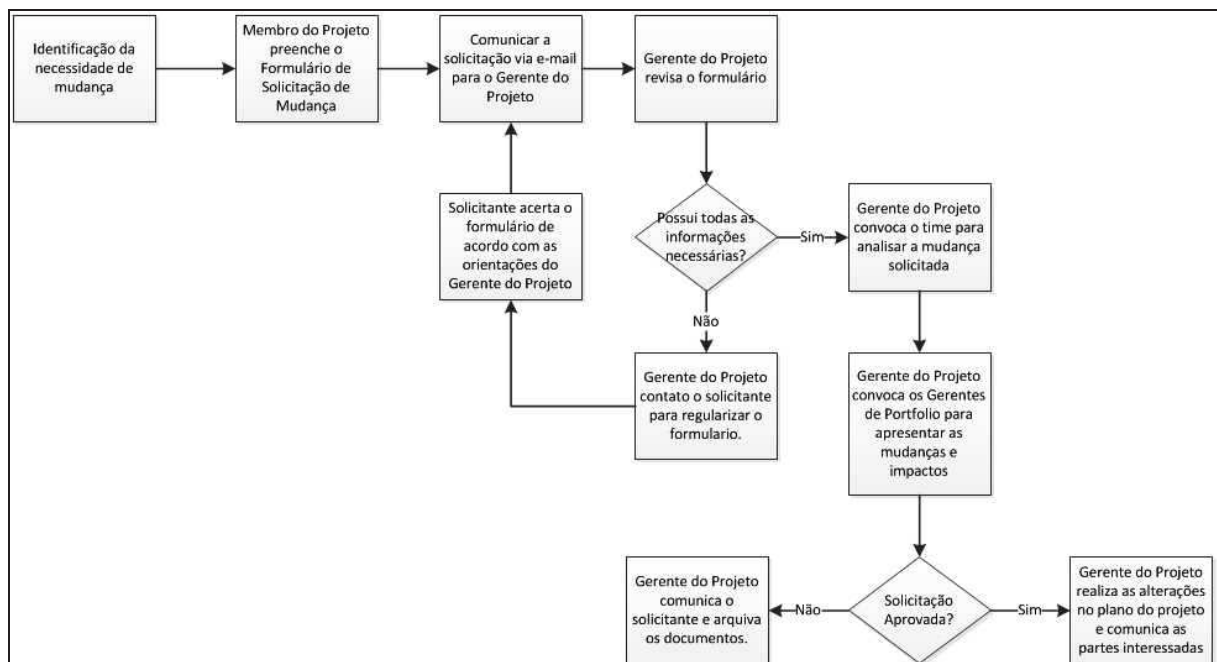 Identificação da
necessidade de
mudança
Membro do Projeto
preenche o
Formulário de
Solicitação de
Mudança
Comunicar a
solicitação via e-mail
para o Gerente do
Projeto
Gerente do Projeto
revisa o formulário
Possui todas as
informações
necessárias?
Sim
Gerente do Projeto
convoca o time para
analisar a mudança
solicitada
Solicitante acerta o
formulário de
acordo com as
orientações do
Gerente do Projeto
Não
Gerente do Projeto
contato o solicitante
para regularizar o
formulario.
Gerente do Projeto
convoca os Gerentes
de Portfolio para
apresentar as
mudanças e
impactos
Solicitação
Aprovada?
Não
Gerente do Projeto
comunica o
solicitante e arquiva
os documentos.
Sim
Gerente do Projeto
realiza as alterações
no plano do projeto
e comunica as
partes interessadas